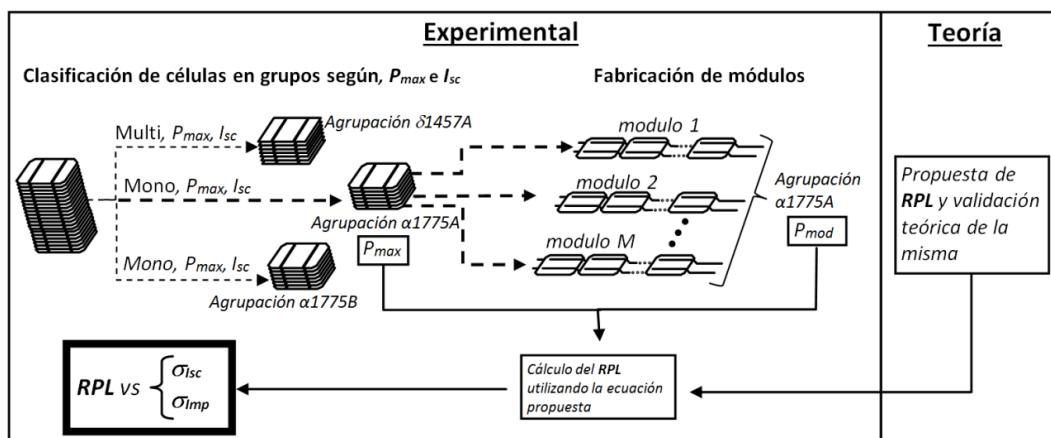 Experimental
Teoría
Clasificación de células en grupos según, Pmax e Isc
Fabricación de módulos
Multi, Pmax, Isc
Agrupación δ1457A
Mono, Pmax, Isc
Agrupación α1775A
Pmax
Mono, Pmax, Isc
Agrupación α1775B
modulo 1
modulo 2
modulo M
Agrupación
α1775A
Pmod
Propuesta de
RPL y validación
teórica de la
misma
Cálculo del RPL
utilizando la ecuación
propuesta
RPL vs { σIsc
σImp